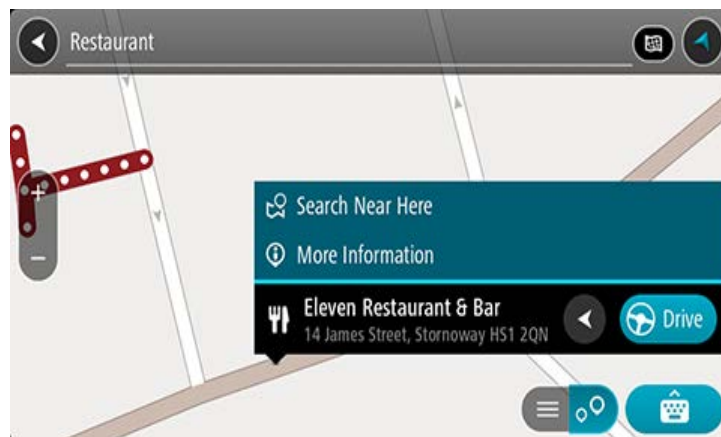 Restaurant
Search Near Here
More Information
Eleven Restaurant & Bar
14 James Street, Stornoway HS1 2QN
Drive